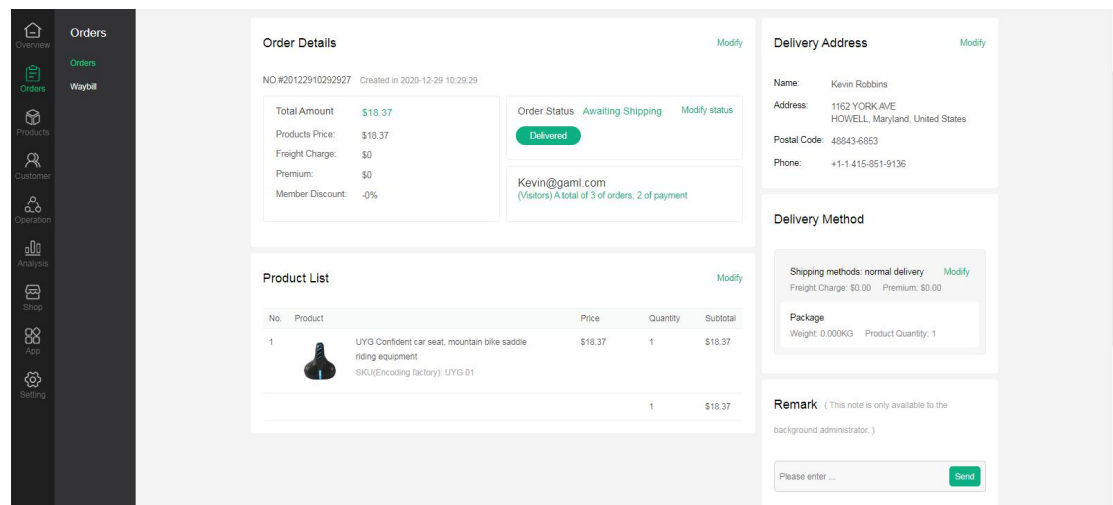 Overview
Orders
Products
Customer
Operation
Analysis
Shop
App
Setting
Orders
Orders
Waybill
Order Details
Modify
NO.#20122910292927 Created in 2020-12-29 10:29:29
Total Amount $18.37
Products Price: $18.37
Freight Charge: $0
Premium: $0
Member Discount: -0%
Order Status Awaiting Shipping Modify status
Delivered
Kevin@gaml.com
(Visitors) A total of 3 of orders, 2 of payment
Product List
Modify
No. Product Price Quantity Subtotal
1 UYG Confident car seat, mountain bike saddle $18.37 1 $18.37
riding equipment
SKU(Encoding factory): UYG 01
1 $18.37
Delivery Address
Modify
Name: Kevin Robbins
Address: 1162 YORK AVE
HOWELL, Maryland, United States
Postal Code: 48843-6853
Phone: +1-1 415-851-9136
Delivery Method
Shipping methods: normal delivery Modify
Freight Charge: $0.00 Premium: $0.00
Package
Weight: 0.000KG Product Quantity: 1
Remark ( This note is only available to the
background administrator. )
Please enter ... Send